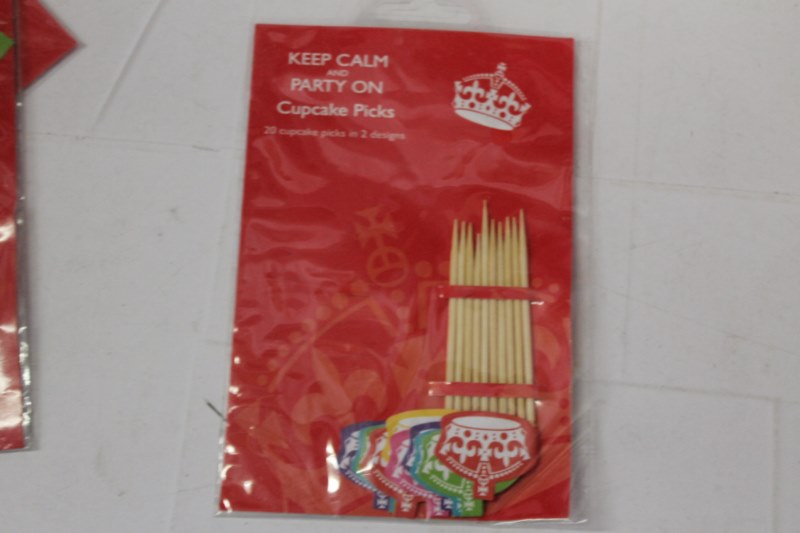 KEEP CALM
AND
PARTY ON
Cupcake Picks
20 cupcake picks in 2 designs